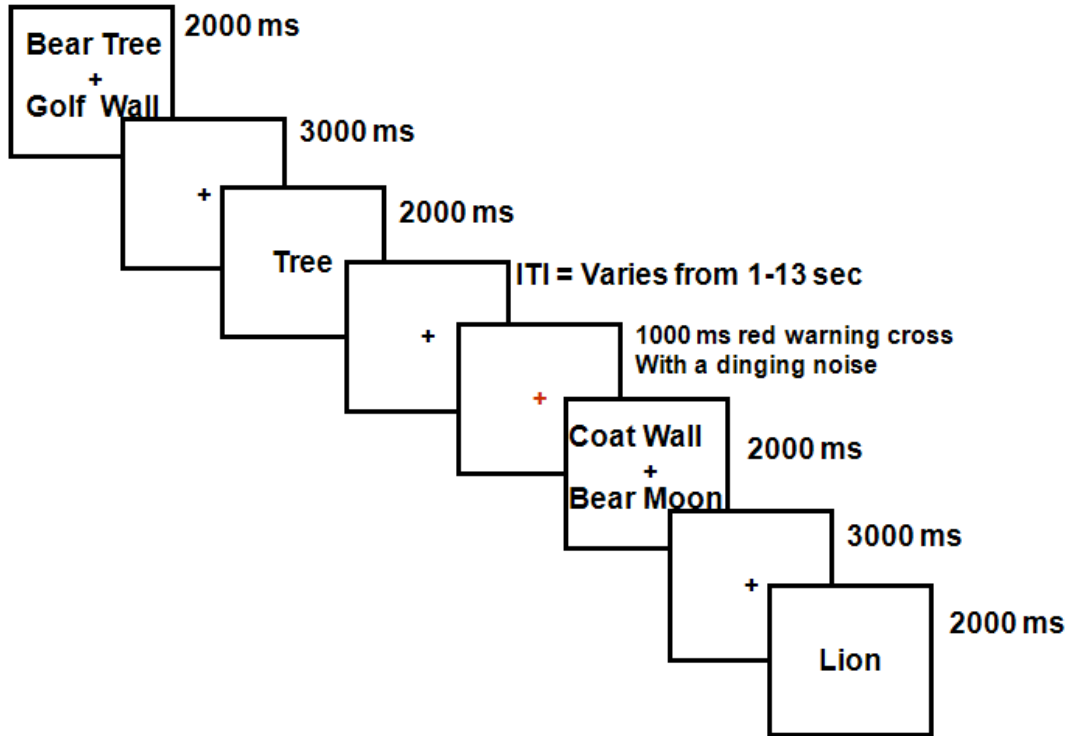 Bear Tree
+
Golf Wall
2000 ms
+
3000 ms
Tree
2000 ms
+
ITI = Varies from 1-13 sec
+
1000 ms red warning cross
With a dinging noise
Coat Wall
+
Bear Moon
2000 ms
+
3000 ms
Lion
2000 ms